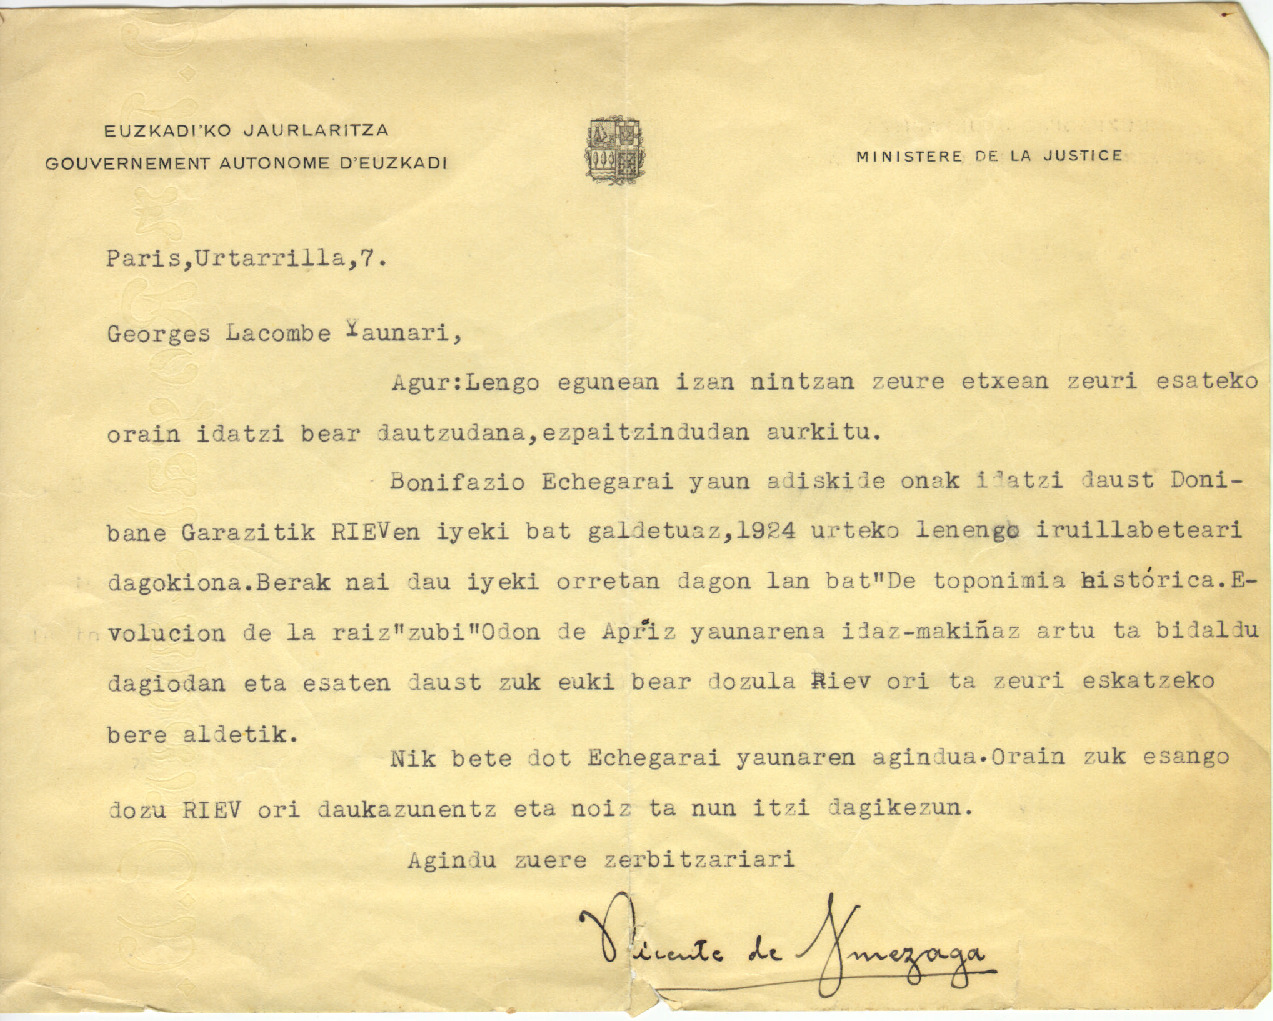 EUZKADI'KO JAURLARITZA
GOUVERNEMENT AUTONOME D'EUZKADI
MINISTERE DE LA JUSTICE
Paris,Urtarrilla,7.
Georges Lacombe Yaunari,
Agur:Lengo egunean izan nintzan zeure etxean zeuri esateko
orain idatzi bear dautzudana,ezpaitzindudan aurkitu.
Bonifazio Echegarai yaun adiskide onak idatzi daust Doni-
bane Garazitik RIEVen iyeki bat galdetuaz,1924 urteko lenengo iruillabeteari
dagokiona.Berak nai dau iyeki orretan dagon lan bat"De toponimia histórica.E-
volucion de la raiz"zubi"Odon de Apraiz yaunarena idaz-makiñaz artu ta bidaldu
dagiodan eta esaten daust zuk euki bear dozula Riev ori ta zeuri eskatzeko
bere aldetik.
Nik bete dot Echegarai yaunaren agindua.Orain zuk esango
dozu RIEV ori daukazunentz eta noiz ta nun itzi dagikezun.
Agindu zuere zerbitzariari
Vicente de Amezaga